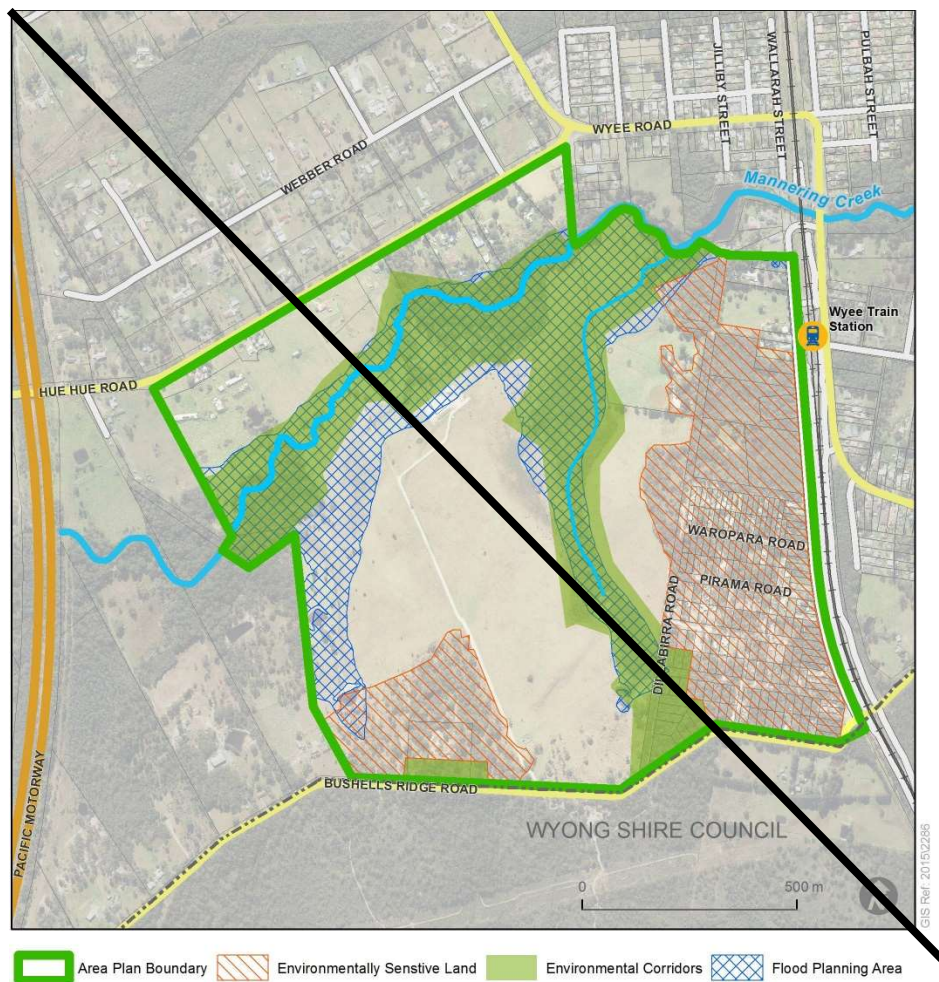 JILLIBY STREET
WALLARAH STREET
PULBAH STREET
WYEE ROAD
WEBBER ROAD
Mannering Creek
Wyee Train
Station
HUE HUE ROAD
WAROPARA ROAD
PIRAMA ROAD
PACIFIC MOTORWAY
BUSHELLS RIDGE ROAD
WYONG SHIRE COUNCIL
0 500 m
GIS Ref: 2015\2286
Area Plan Boundary
Environmentally Senstive Land
Environmental Corridors
Flood Planning Area